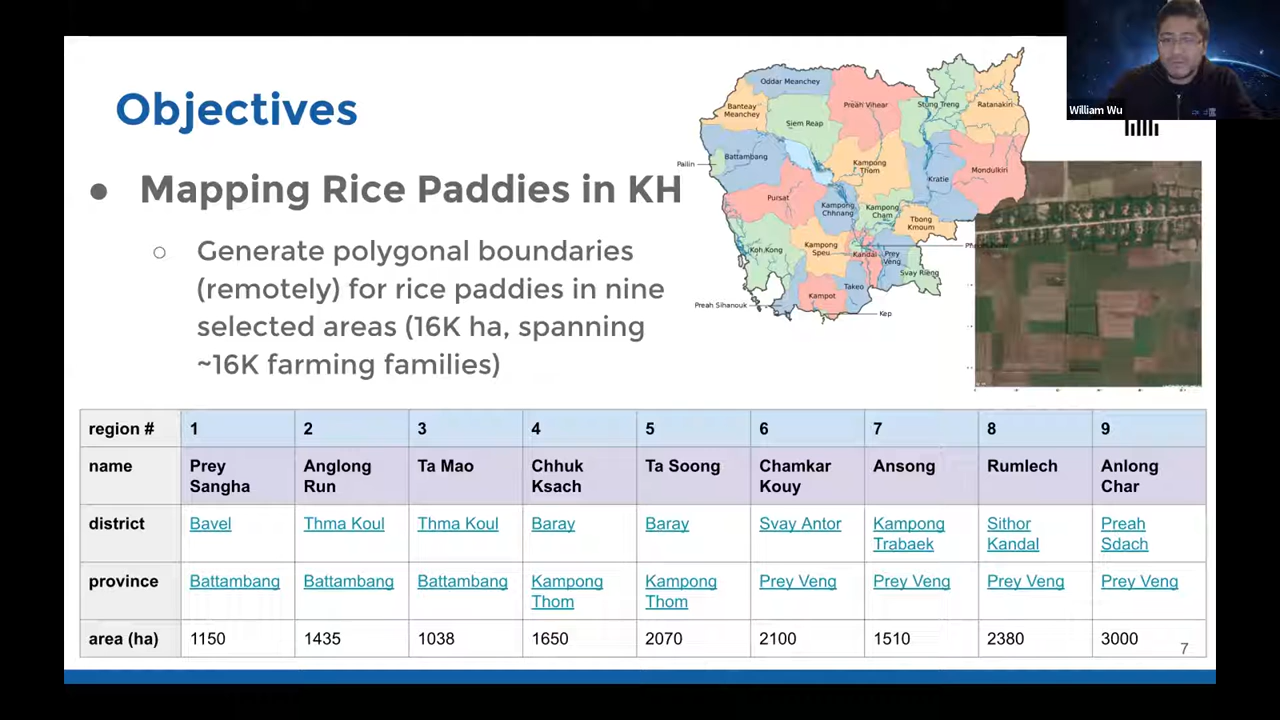 William Wu
Objectives
● Mapping Rice Paddies in KH
○ Generate polygonal boundaries
(remotely) for rice paddies in nine
selected areas (16K ha, spanning
~16K farming families)
Oddar Meanchey
Banteay
Meanchey
Preah Vihear
Stung Treng
Ratanakiri
Siem Reap
Pailin
Battambang
Kampong
Thom
Kratie
Mondulkiri
Pursat
Kampong
Chhnang
Kampong
Cham
Tbong
Kmoum
Koh Kong
Kampong
Speu
Kandal
Prey
Veng
Svay Rieng
Takeo
Kampot
Preah Sihanouk
Kep
region # 1 2 3 4 5 6 7 8 9
name Prey Sangha Anglong Run Ta Mao Chhuk Ksach Ta Soong Chamkar Kouy Ansong Rumlech Anlong Char
district Bavel Thma Koul Thma Koul Baray Baray Svay Antor Kampong Trabaek Sithor Kandal Preah Sdach
province Battambang Battambang Battambang Kampong Thom Kampong Thom Prey Veng Prey Veng Prey Veng Prey Veng
area (ha) 1150 1435 1038 1650 2070 2100 1510 2380 3000
7